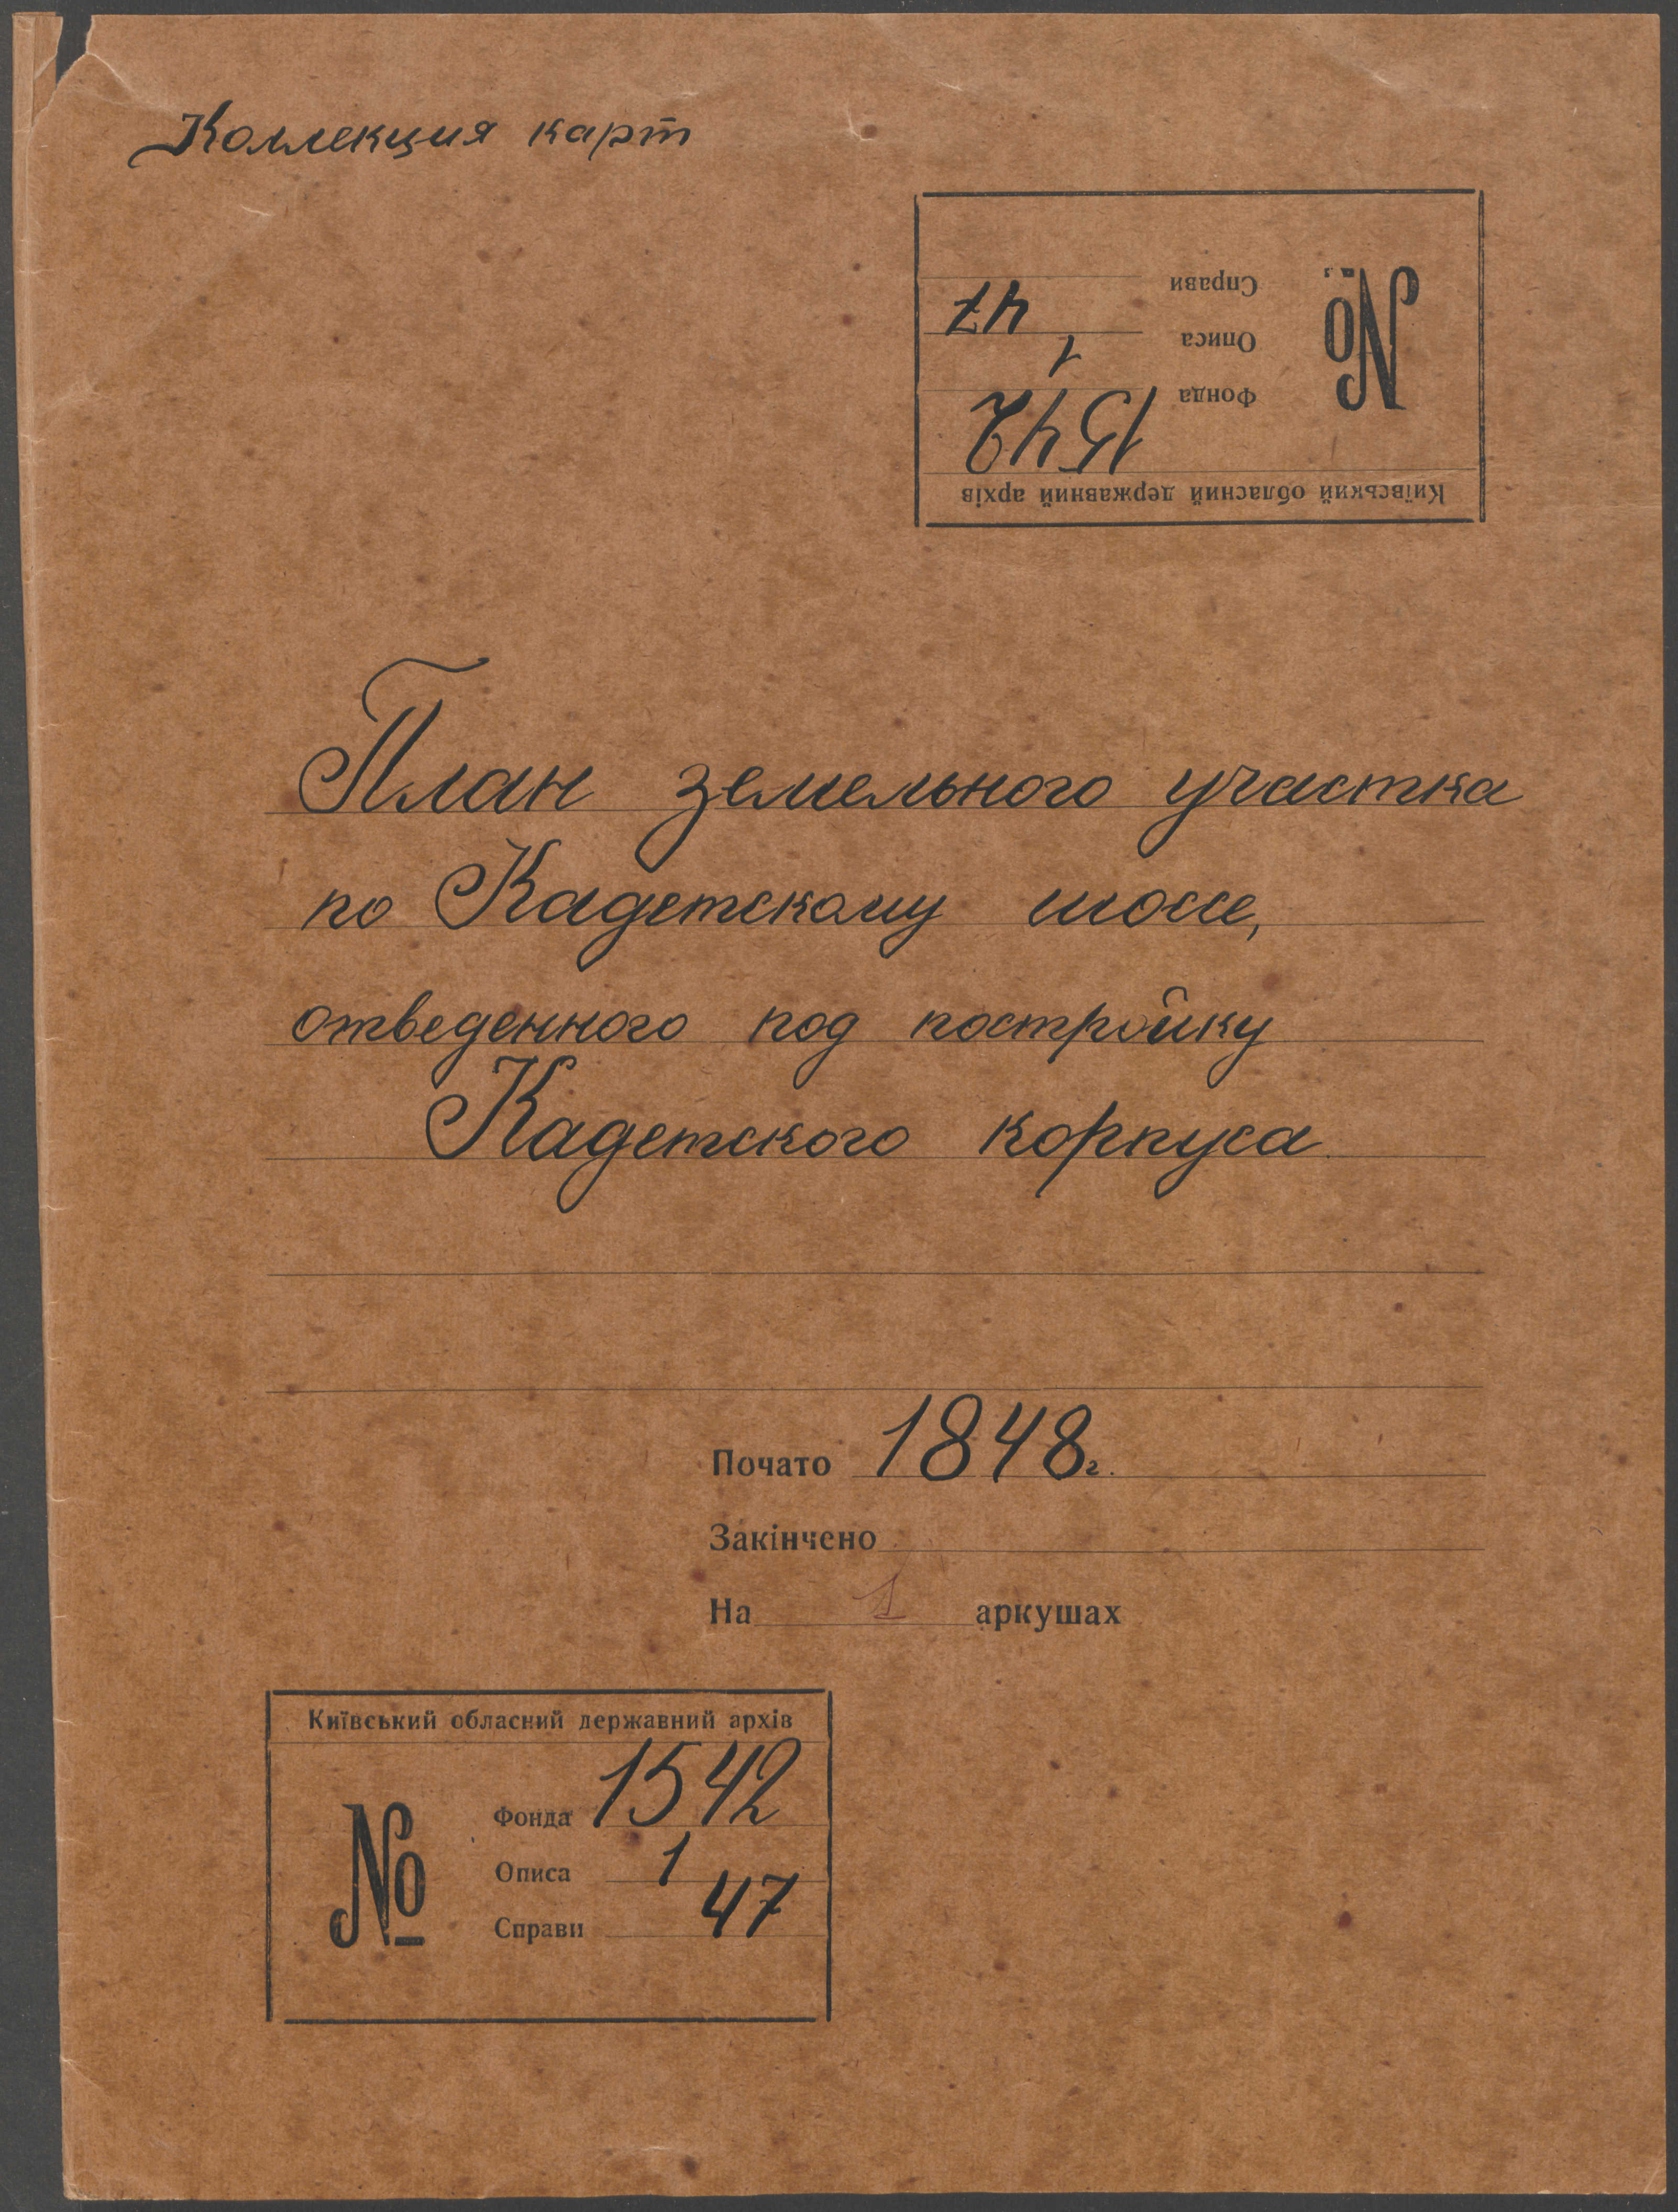 Коллекция карт
Київський обласний державний архів
№
Фонда 1542
Описа 1
Справи 47
План земельного участка
по Кадетскому шоссе,
отведенного под постройку
Кадетского корпуса
Почато 1848 г.
Закінчено
На 1 аркушах
Київський обласний державний архів
№
Фонда 1542
Описа 1
Справи 47